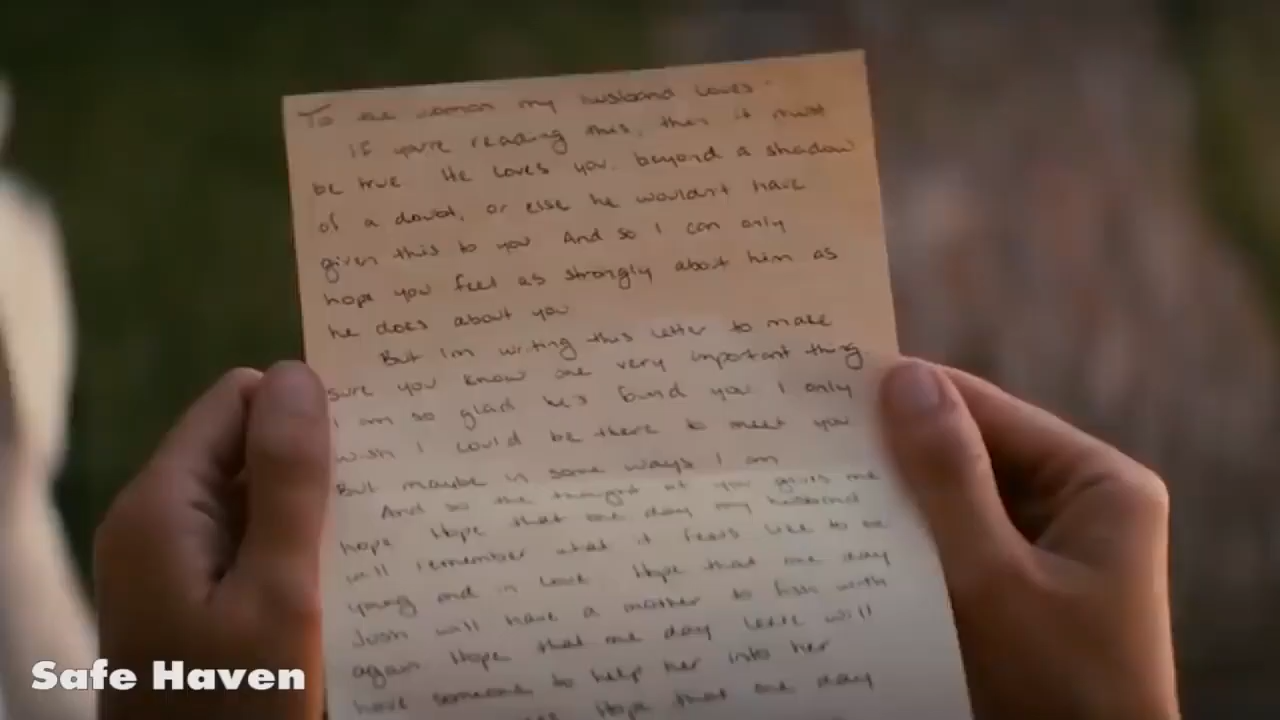 To the woman my husband loves -
If you're reading this, then it must
be true. He loves you. beyond a shadow
of a doubt, or else he wouldn't have
given this to you And so I can only
hope you feel as strongly about him as
he does about you
But I'm writing this letter to make
sure you know one very important thing
I am so glad he's found you I only
wish I could be there to meet you
But maybe in some ways I am
And so the thought of you gives me
hope Hope that one day my husband
will remember what it feels like to be
young and in love Hope that one day
Josh will have a mother to fish with
again Hope that one day Lexie will
have someone to help her into her
Hope that one day
Safe Haven